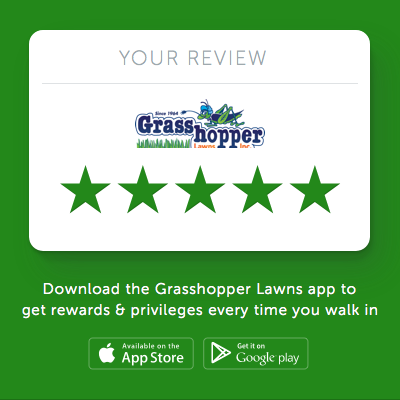 YOUR REVIEW
Since 1964
Grasshopper
Lawns Inc.
Download the Grasshopper Lawns app to
get rewards & privileges every time you walk in
Available on the
App Store
Get it on
Google play